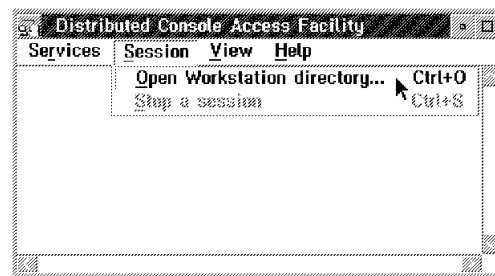 Distributed Console Access Facility
Services Session View Help
Open Workstation directory... Ctrl+O
Stop a session Ctrl+S